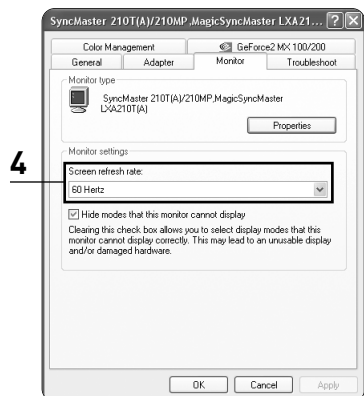 SyncMaster 210T(A)/210MP,MagicSyncMaster LXA21... ? X
Color Management GeForce2 MX 100/200
General Adapter Monitor Troubleshoot
Monitor type
SyncMaster 210T(A)/210MP,MagicSyncMaster
LXA210T(A)
Properties
Monitor settings
4
Screen refresh rate:
60 Hertz
Hide modes that this monitor cannot display
Clearing this check box allows you to select display modes that this
monitor cannot display correctly. This may lead to an unusable display
and/or damaged hardware.
OK Cancel Apply